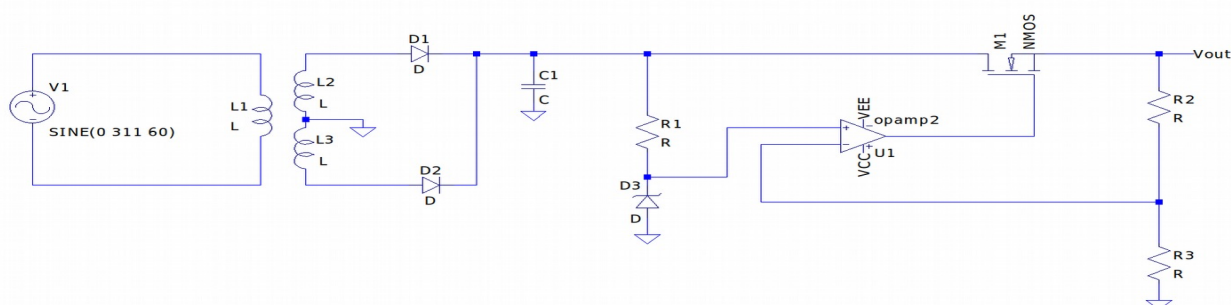 V1
SINE(0 311 60)
L1
L
L2
L
L3
L
D1
D
D2
D
C1
C
R1
R
D3
D
VEE
opamp2
U1
VCC
M1
NMOS
Vout
R2
R
R3
R